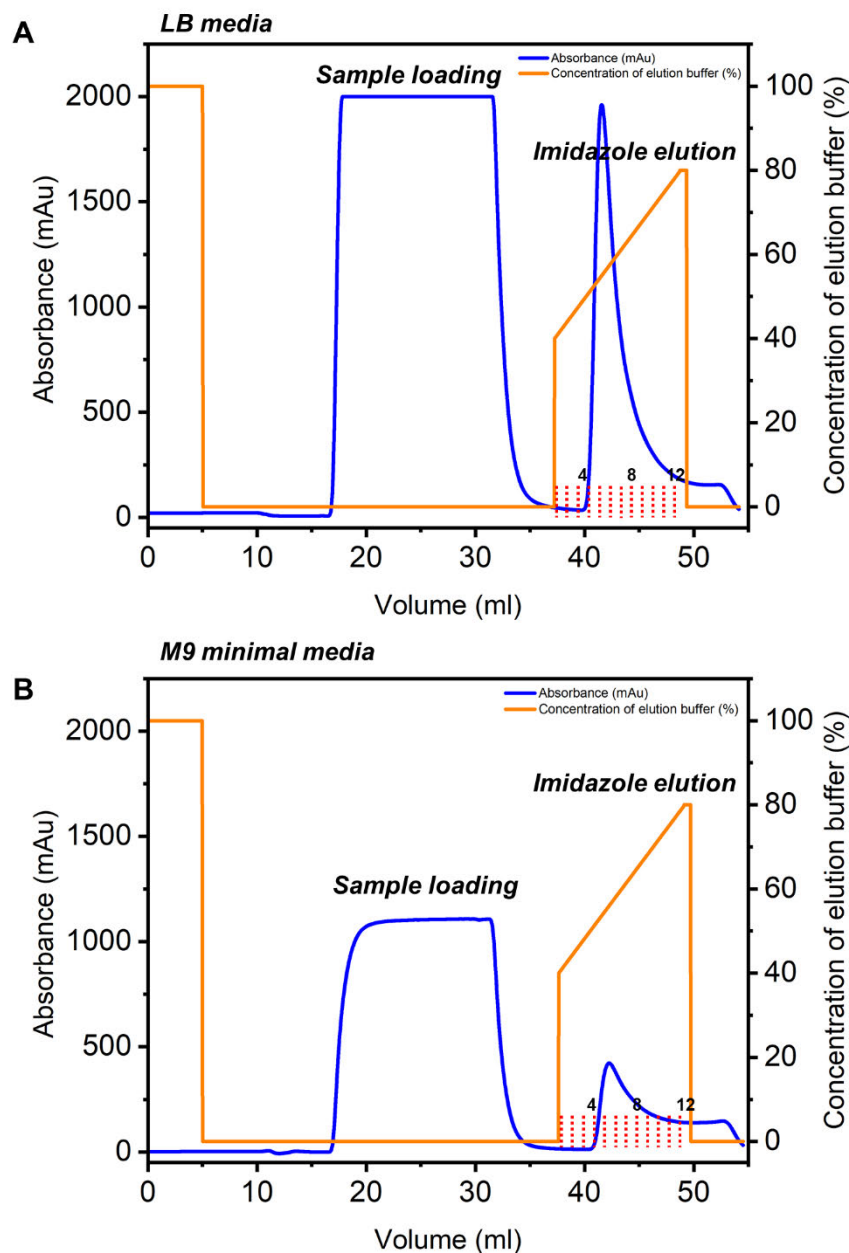 A
LB media
Absorbance (mAu)
Concentration of elution buffer (%)
Sample loading
Imidazole elution
2000
1500
1000
500
0
Absorbance (mAu)
100
80
60
40
20
0
Concentration of elution buffer (%)
4 8 12
0 10 20 30 40 50
Volume (ml)
B
M9 minimal media
Absorbance (mAu)
Concentration of elution buffer (%)
Imidazole elution
Sample loading
2000
1500
1000
500
0
Absorbance (mAu)
100
80
60
40
20
0
Concentration of elution buffer (%)
4 8 12
0 10 20 30 40 50
Volume (ml)